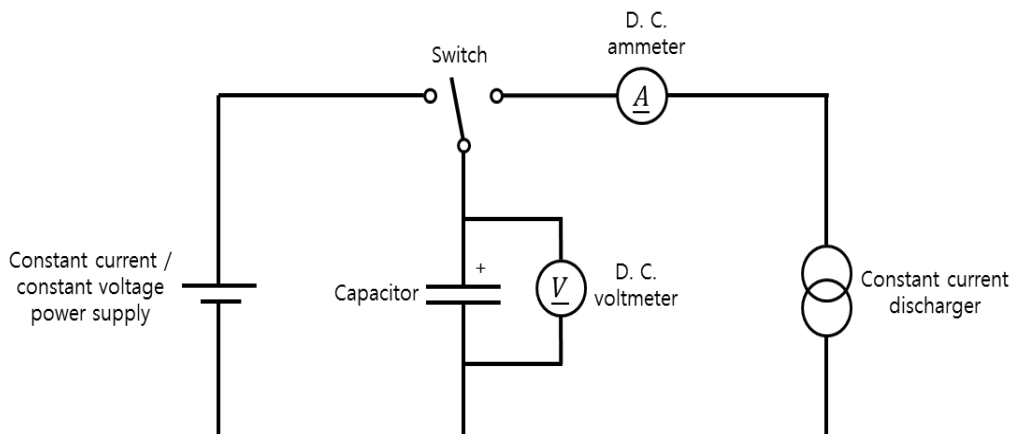 D. C.
ammeter
Switch
A
Constant current /
constant voltage
power supply
Capacitor
+
V
D. C.
voltmeter
Constant current
discharger